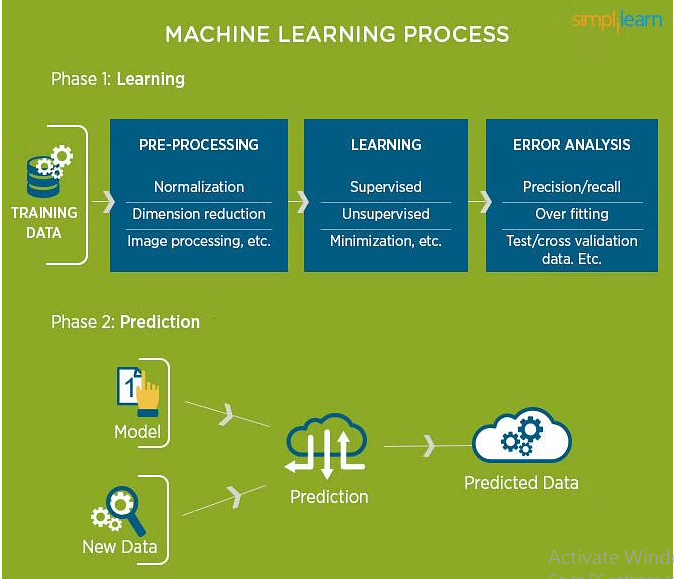 simplilearn
MACHINE LEARNING PROCESS
Phase 1: Learning
TRAINING
DATA
PRE-PROCESSING
Normalization
Dimension reduction
Image processing, etc.
LEARNING
Supervised
Unsupervised
Minimization, etc.
ERROR ANALYSIS
Precision/recall
Over fitting
Test/cross validation
data. Etc.
Phase 2: Prediction
1
Model
New Data
Prediction
Predicted Data
Activate Wind